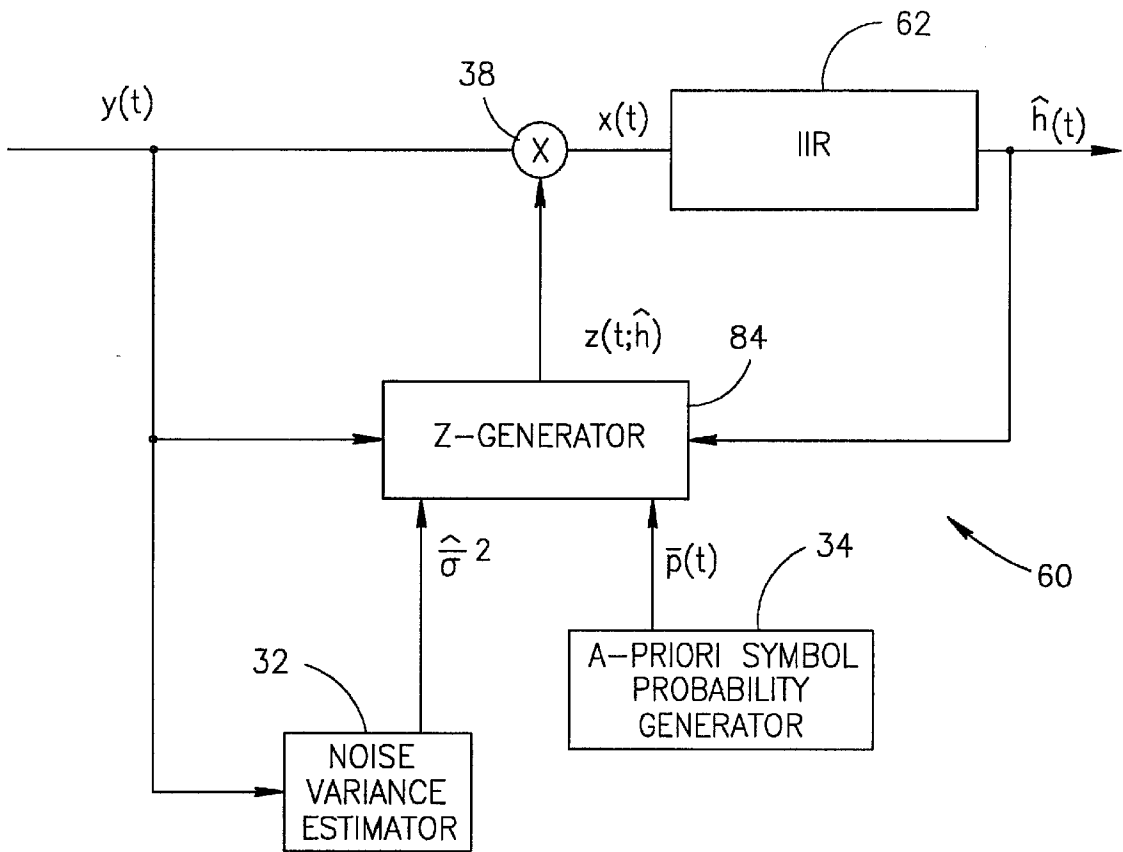 62
38
y(t)
x(t)
ĥ(t)
X
IIR
z(t;ĥ)
84
Z-GENERATOR
σ̂ 2
p̅(t)
34
60
32
A-PRIORI SYMBOL
PROBABILITY
GENERATOR
NOISE
VARIANCE
ESTIMATOR